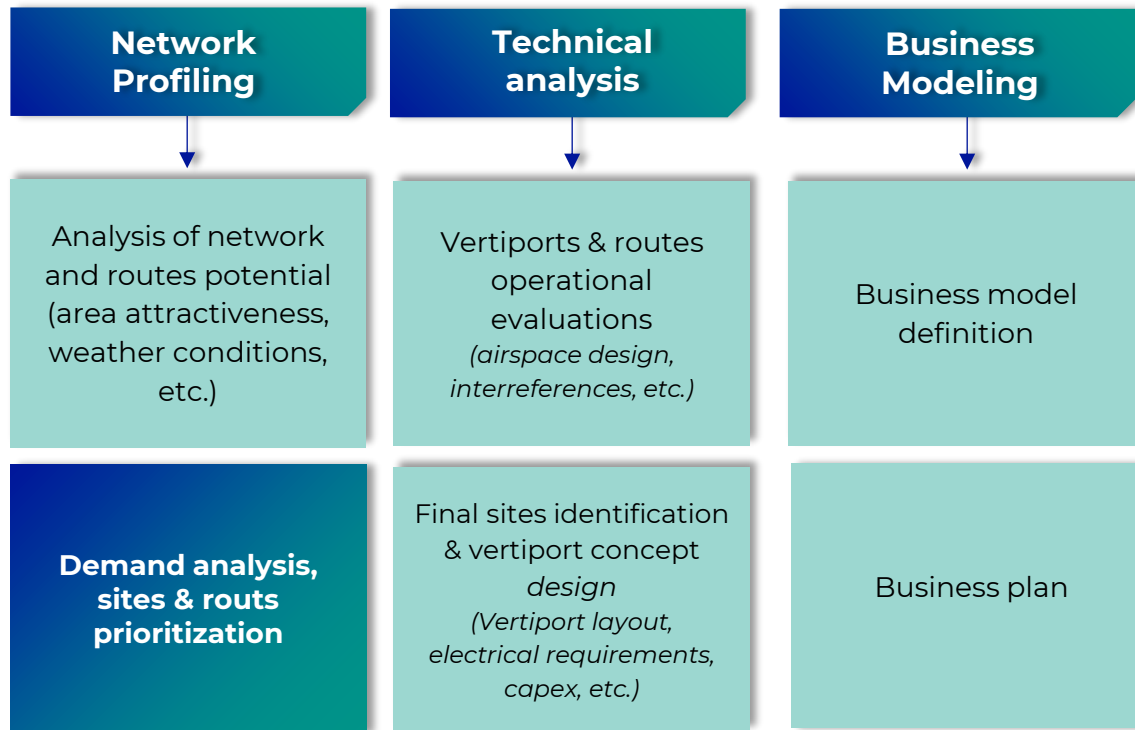 Network
Profiling
Technical
analysis
Business
Modeling
Analysis of network
and routes potential
(area attractiveness,
weather conditions,
etc.)
Vertiports & routes
operational
evaluations
(airspace design,
interreferences, etc.)
Business model
definition
Demand analysis,
sites & routs
prioritization
Final sites identification
& vertiport concept
design
(Vertiport layout,
electrical requirements,
capex, etc.)
Business plan